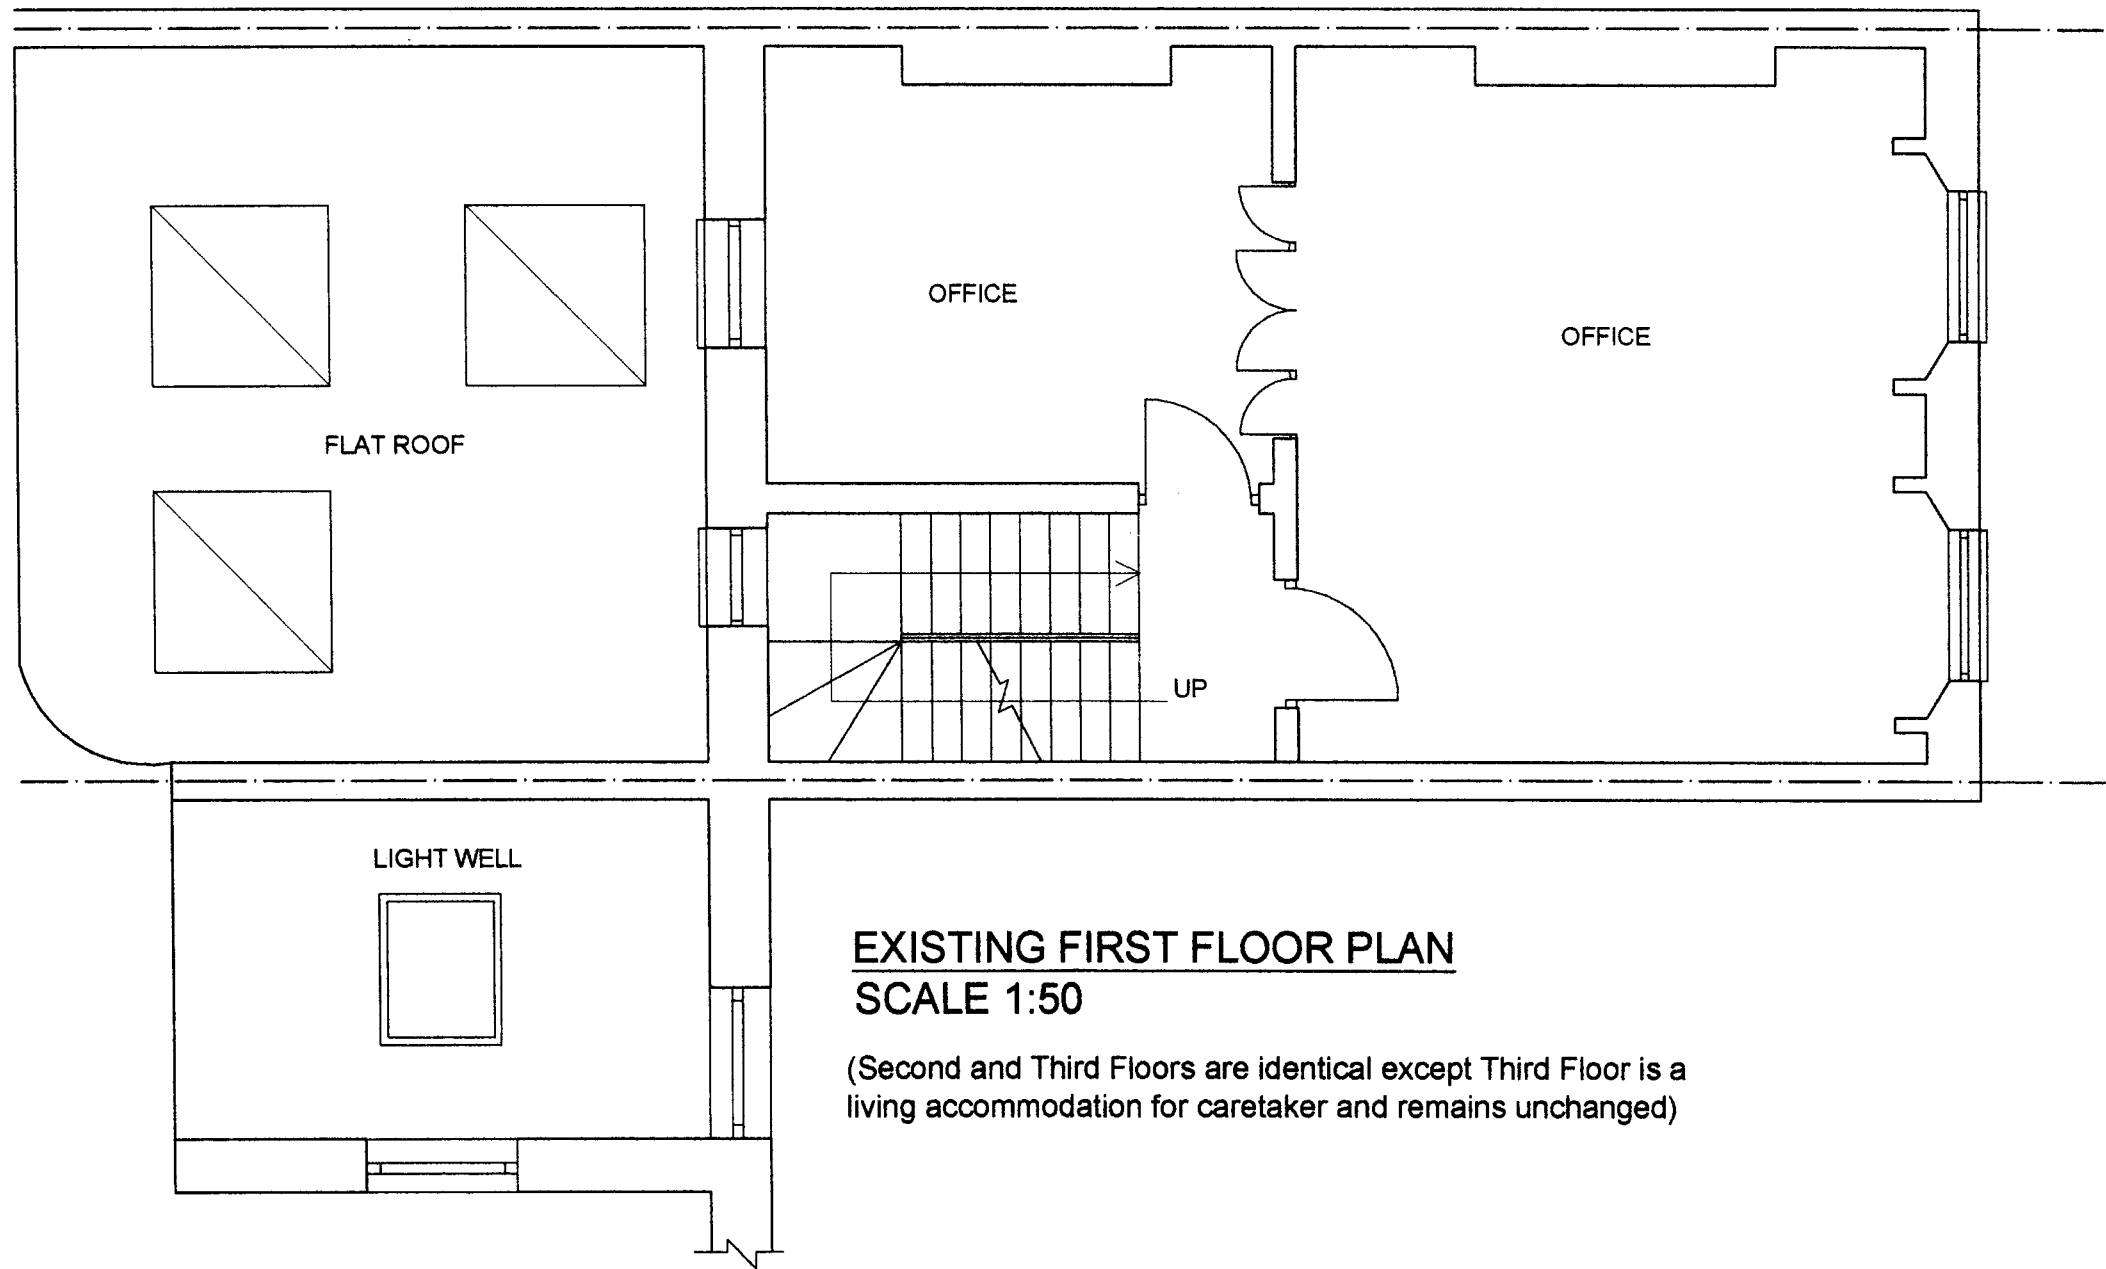 OFFICE
OFFICE
FLAT ROOF
UP
LIGHT WELL
EXISTING FIRST FLOOR PLAN
SCALE 1:50
(Second and Third Floors are identical except Third Floor is a
living accommodation for caretaker and remains unchanged)